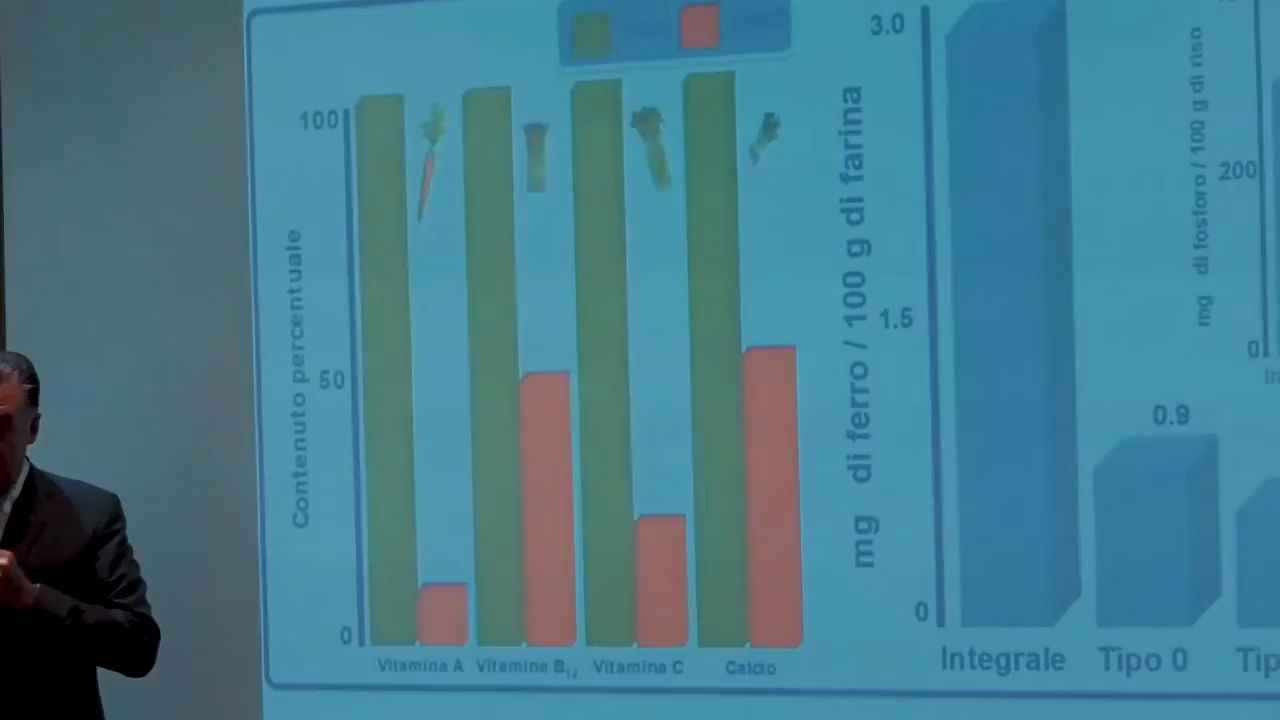 100
50
0
Contenuto percentuale
Vitamina A
Vitamina B12
Vitamina C
Calcio
3.0
1.5
0
mg di ferro / 100 g di farina
0.9
Integrale
Tipo 0
mg di fosforo / 100 g di riso
200
0